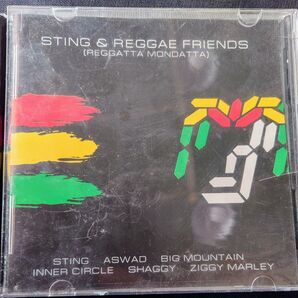 STING & REGGAE FRIENDS
(REGGATTA MONDATTA)
STING ASWAD BIG MOUNTAIN
INNER CIRCLE SHAGGY ZIGGY MARLEY